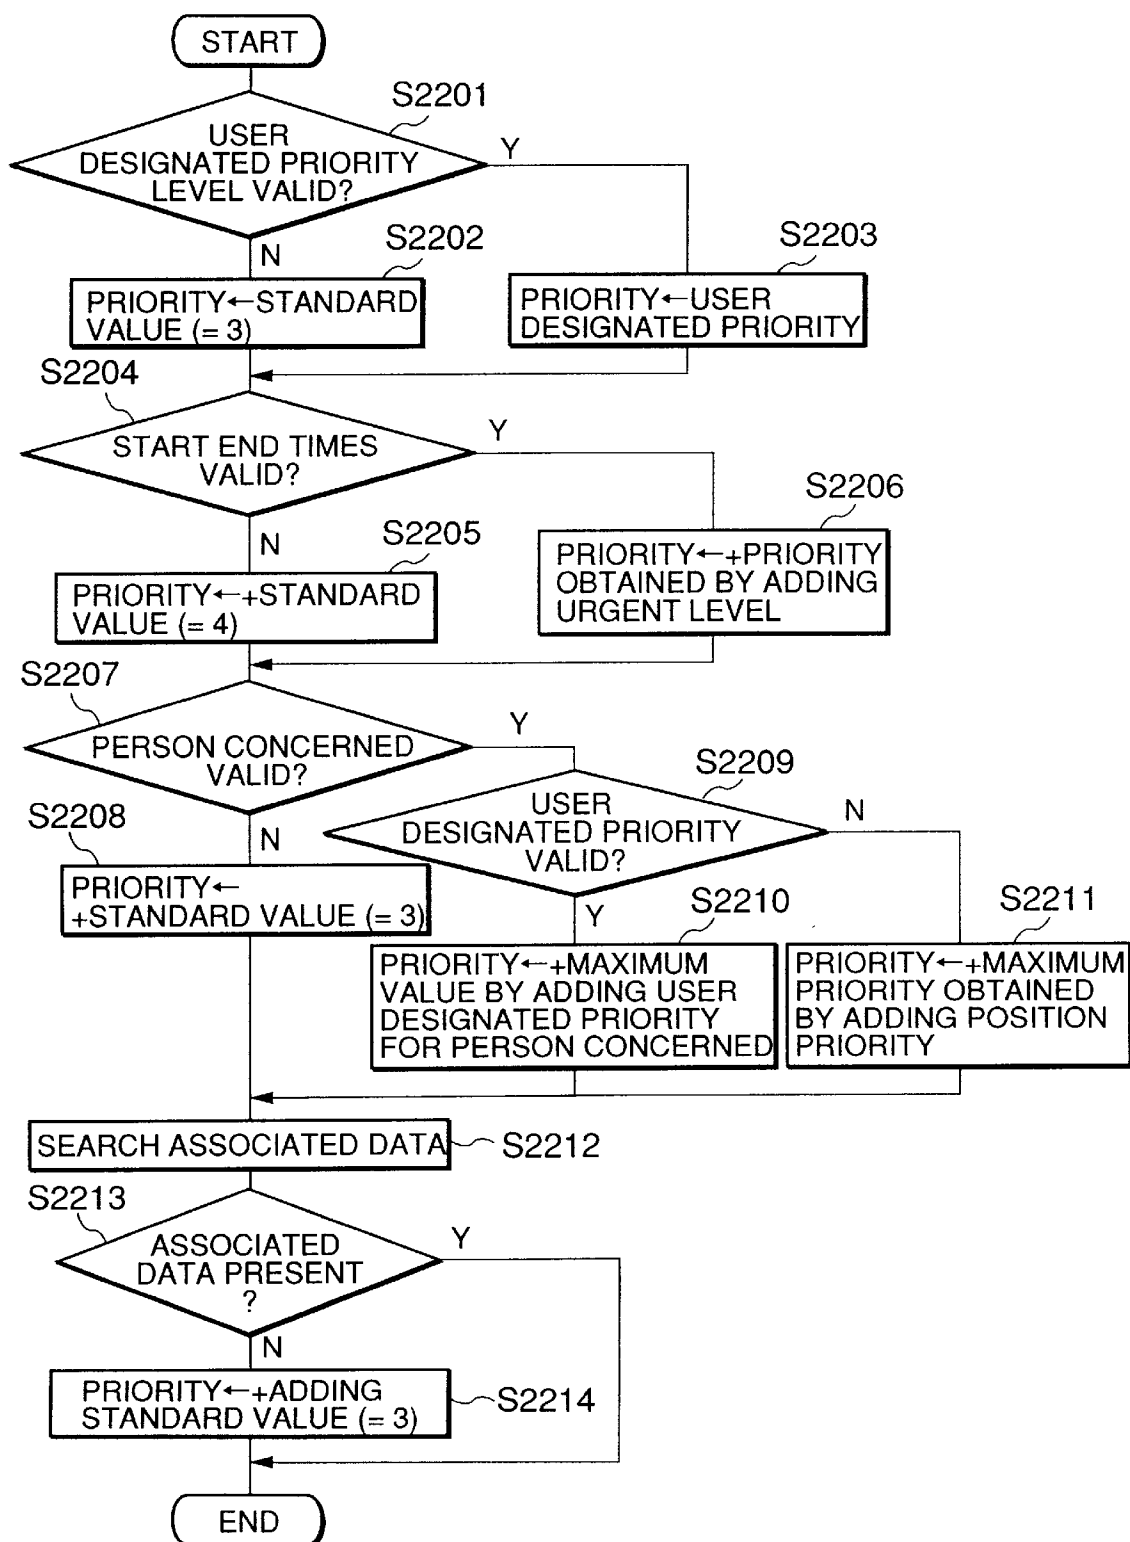 START
S2201
USER
DESIGNATED PRIORITY
LEVEL VALID?
Y
N
S2202
PRIORITY←STANDARD
VALUE (= 3)
S2203
PRIORITY←USER
DESIGNATED PRIORITY
S2204
START END TIMES
VALID?
Y
N
S2205
PRIORITY←+STANDARD
VALUE (= 4)
S2206
PRIORITY←+PRIORITY
OBTAINED BY ADDING
URGENT LEVEL
S2207
PERSON CONCERNED
VALID?
Y
N
S2208
PRIORITY←
+STANDARD VALUE (= 3)
S2209
USER
DESIGNATED PRIORITY
VALID?
N
Y
S2210
PRIORITY←+MAXIMUM
VALUE BY ADDING USER
DESIGNATED PRIORITY
FOR PERSON CONCERNED
S2211
PRIORITY←+MAXIMUM
PRIORITY OBTAINED
BY ADDING POSITION
PRIORITY
SEARCH ASSOCIATED DATA
S2212
S2213
ASSOCIATED
DATA PRESENT
?
Y
N
PRIORITY←+ADDING
STANDARD VALUE (= 3)
S2214
END